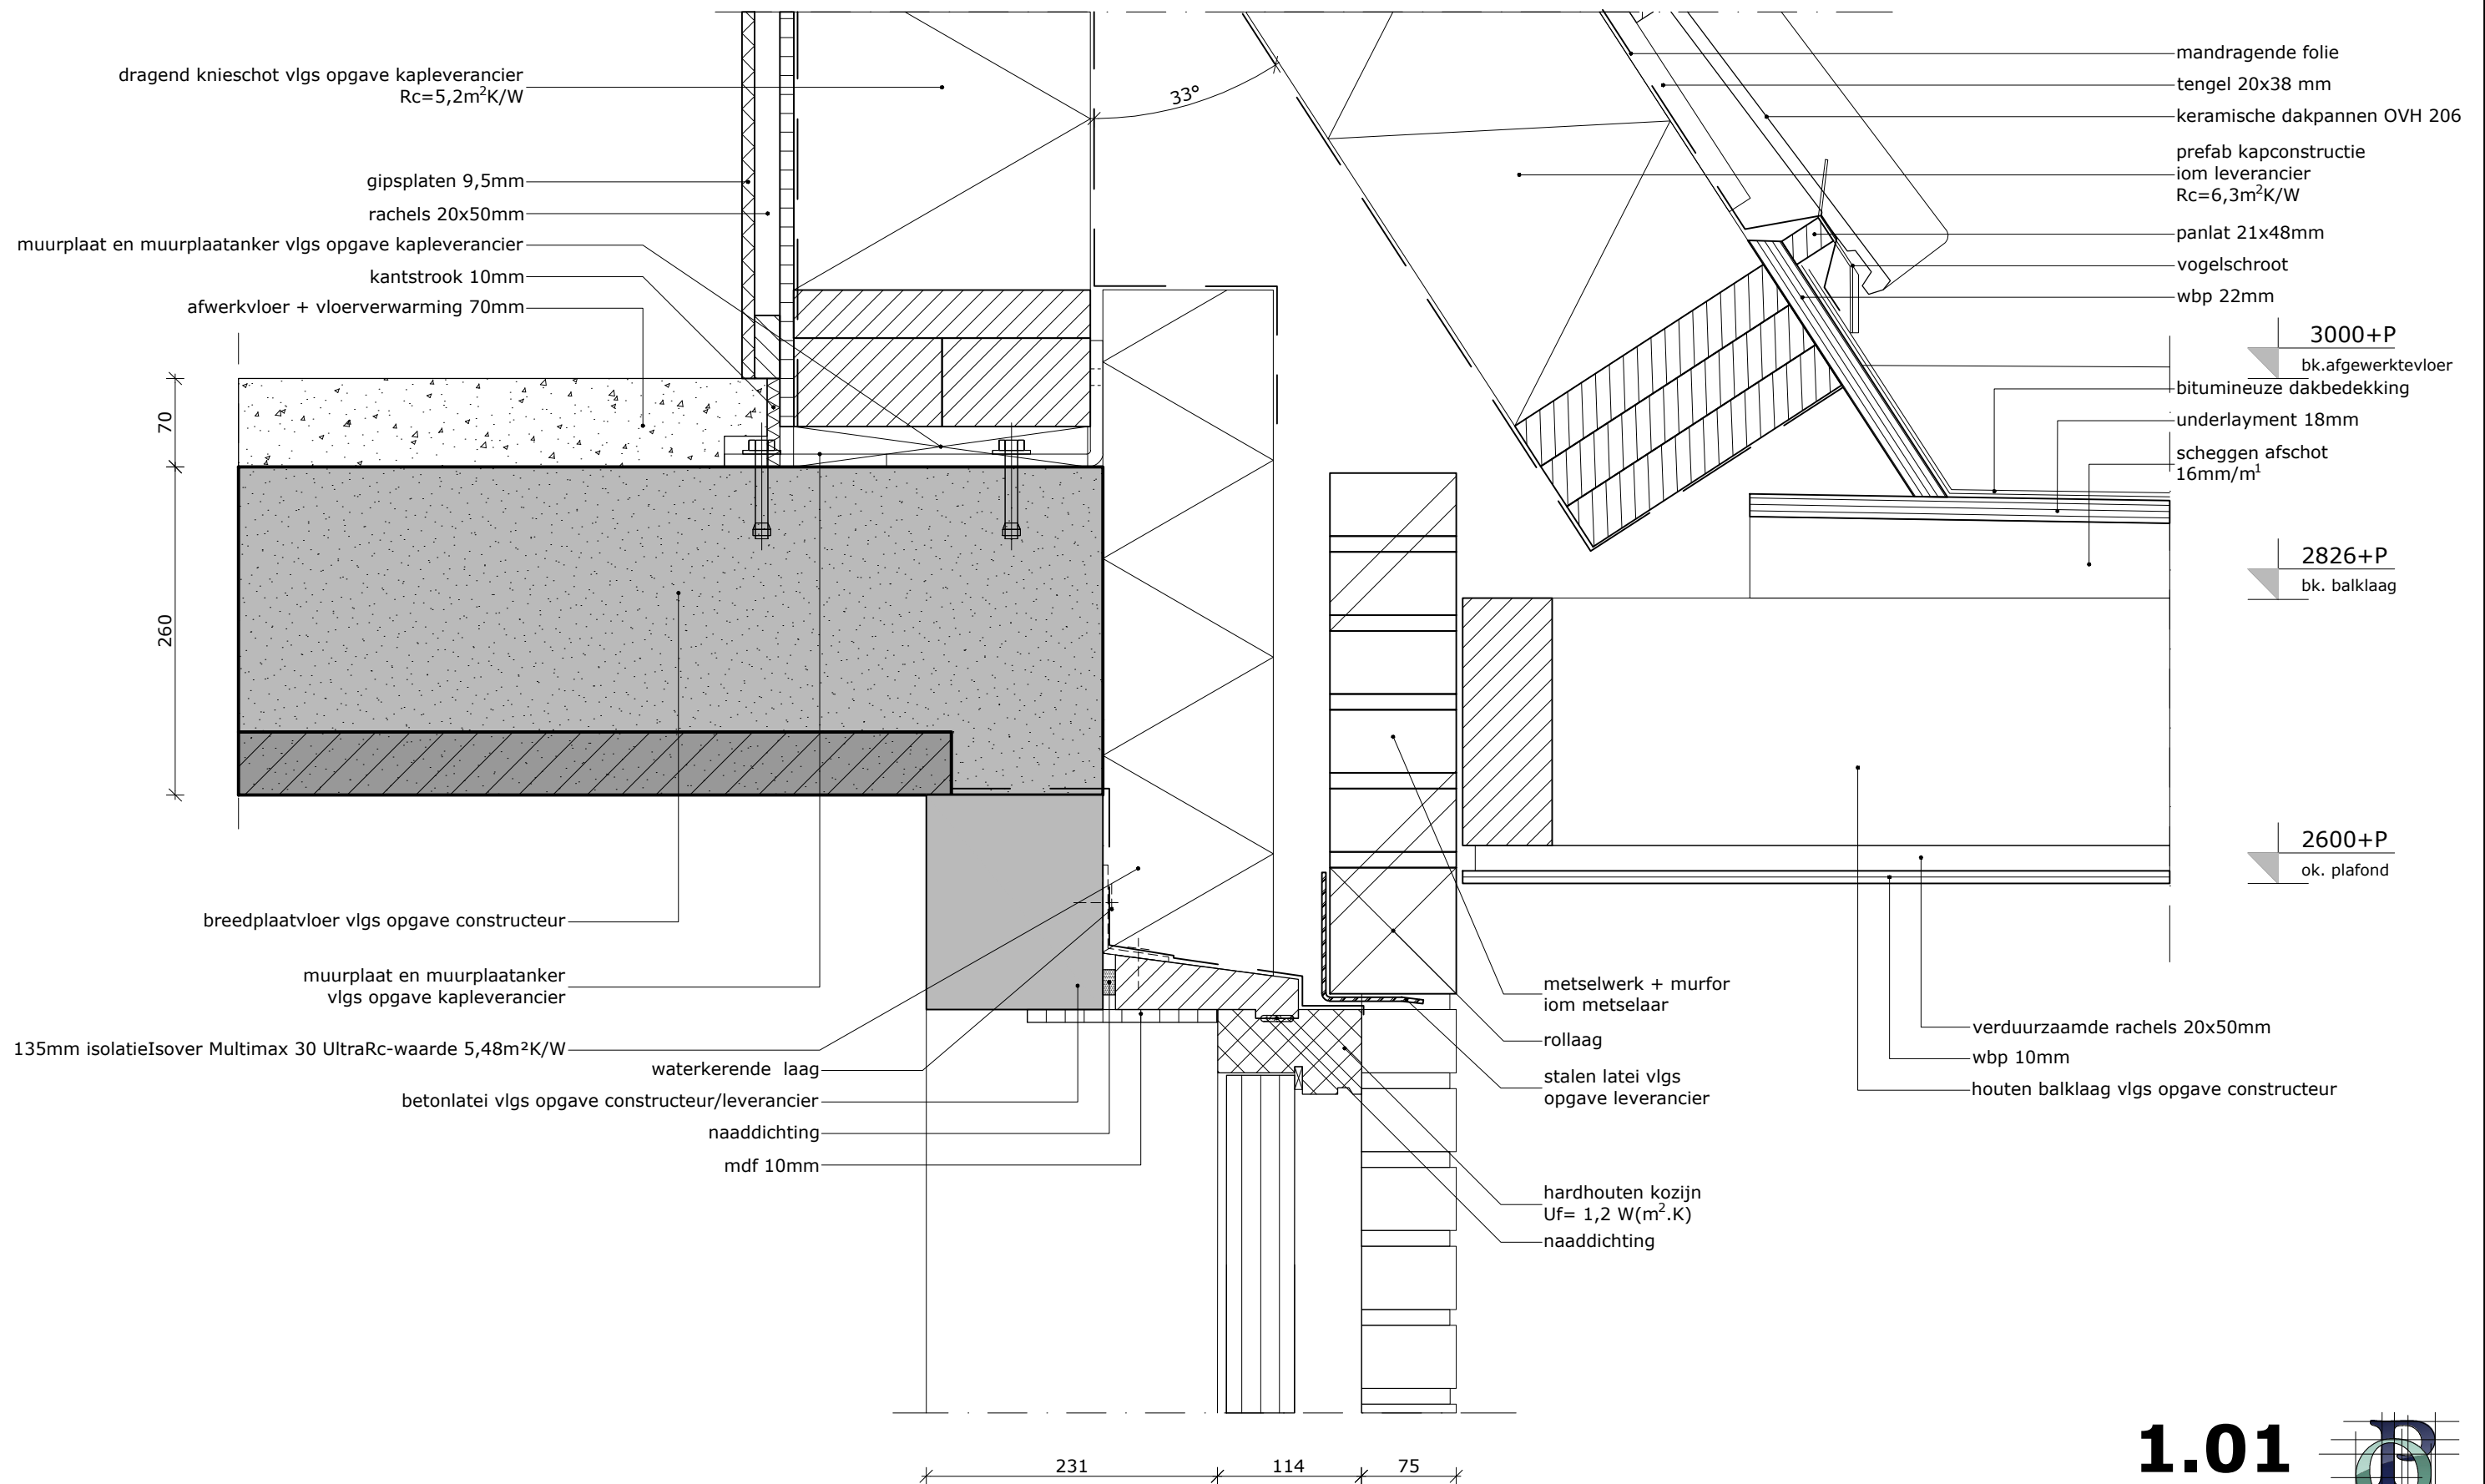 dragend knieschot vlgs opgave kapleverancier
Rc=5,2m²K/W
gipsplaten 9,5mm
rachels 20x50mm
muurplaat en muurplaatanker vlgs opgave kapleverancier
kantstrook 10mm
afwerkvloer + vloerverwarming 70mm
33°
mandragende folie
tengel 20x38 mm
keramische dakpannen OVH 206
prefab kapconstructie
iom leverancier
Rc=6,3m²K/W
panlat 21x48mm
vogelschroot
wbp 22mm
3000+P
bk.afgewerktevloer
bitumineuze dakbedekking
underlayment 18mm
scheggen afschot
16mm/m¹
2826+P
bk. balklaag
2600+P
ok. plafond
70
260
breedplaatvloer vlgs opgave constructeur
muurplaat en muurplaatanker
vlgs opgave kapleverancier
135mm isolatieIsover Multimax 30 UltraRc-waarde 5,48m²K/W
waterkerende laag
betonlatei vlgs opgave constructeur/leverancier
naaddichting
mdf 10mm
metselwerk + murfor
iom metselaar
rollaag
stalen latei vlgs
opgave leverancier
hardhouten kozijn
Uf= 1,2 W(m².K)
naaddichting
verduurzaamde rachels 20x50mm
wbp 10mm
houten balklaag vlgs opgave constructeur
231
114
75
1.01